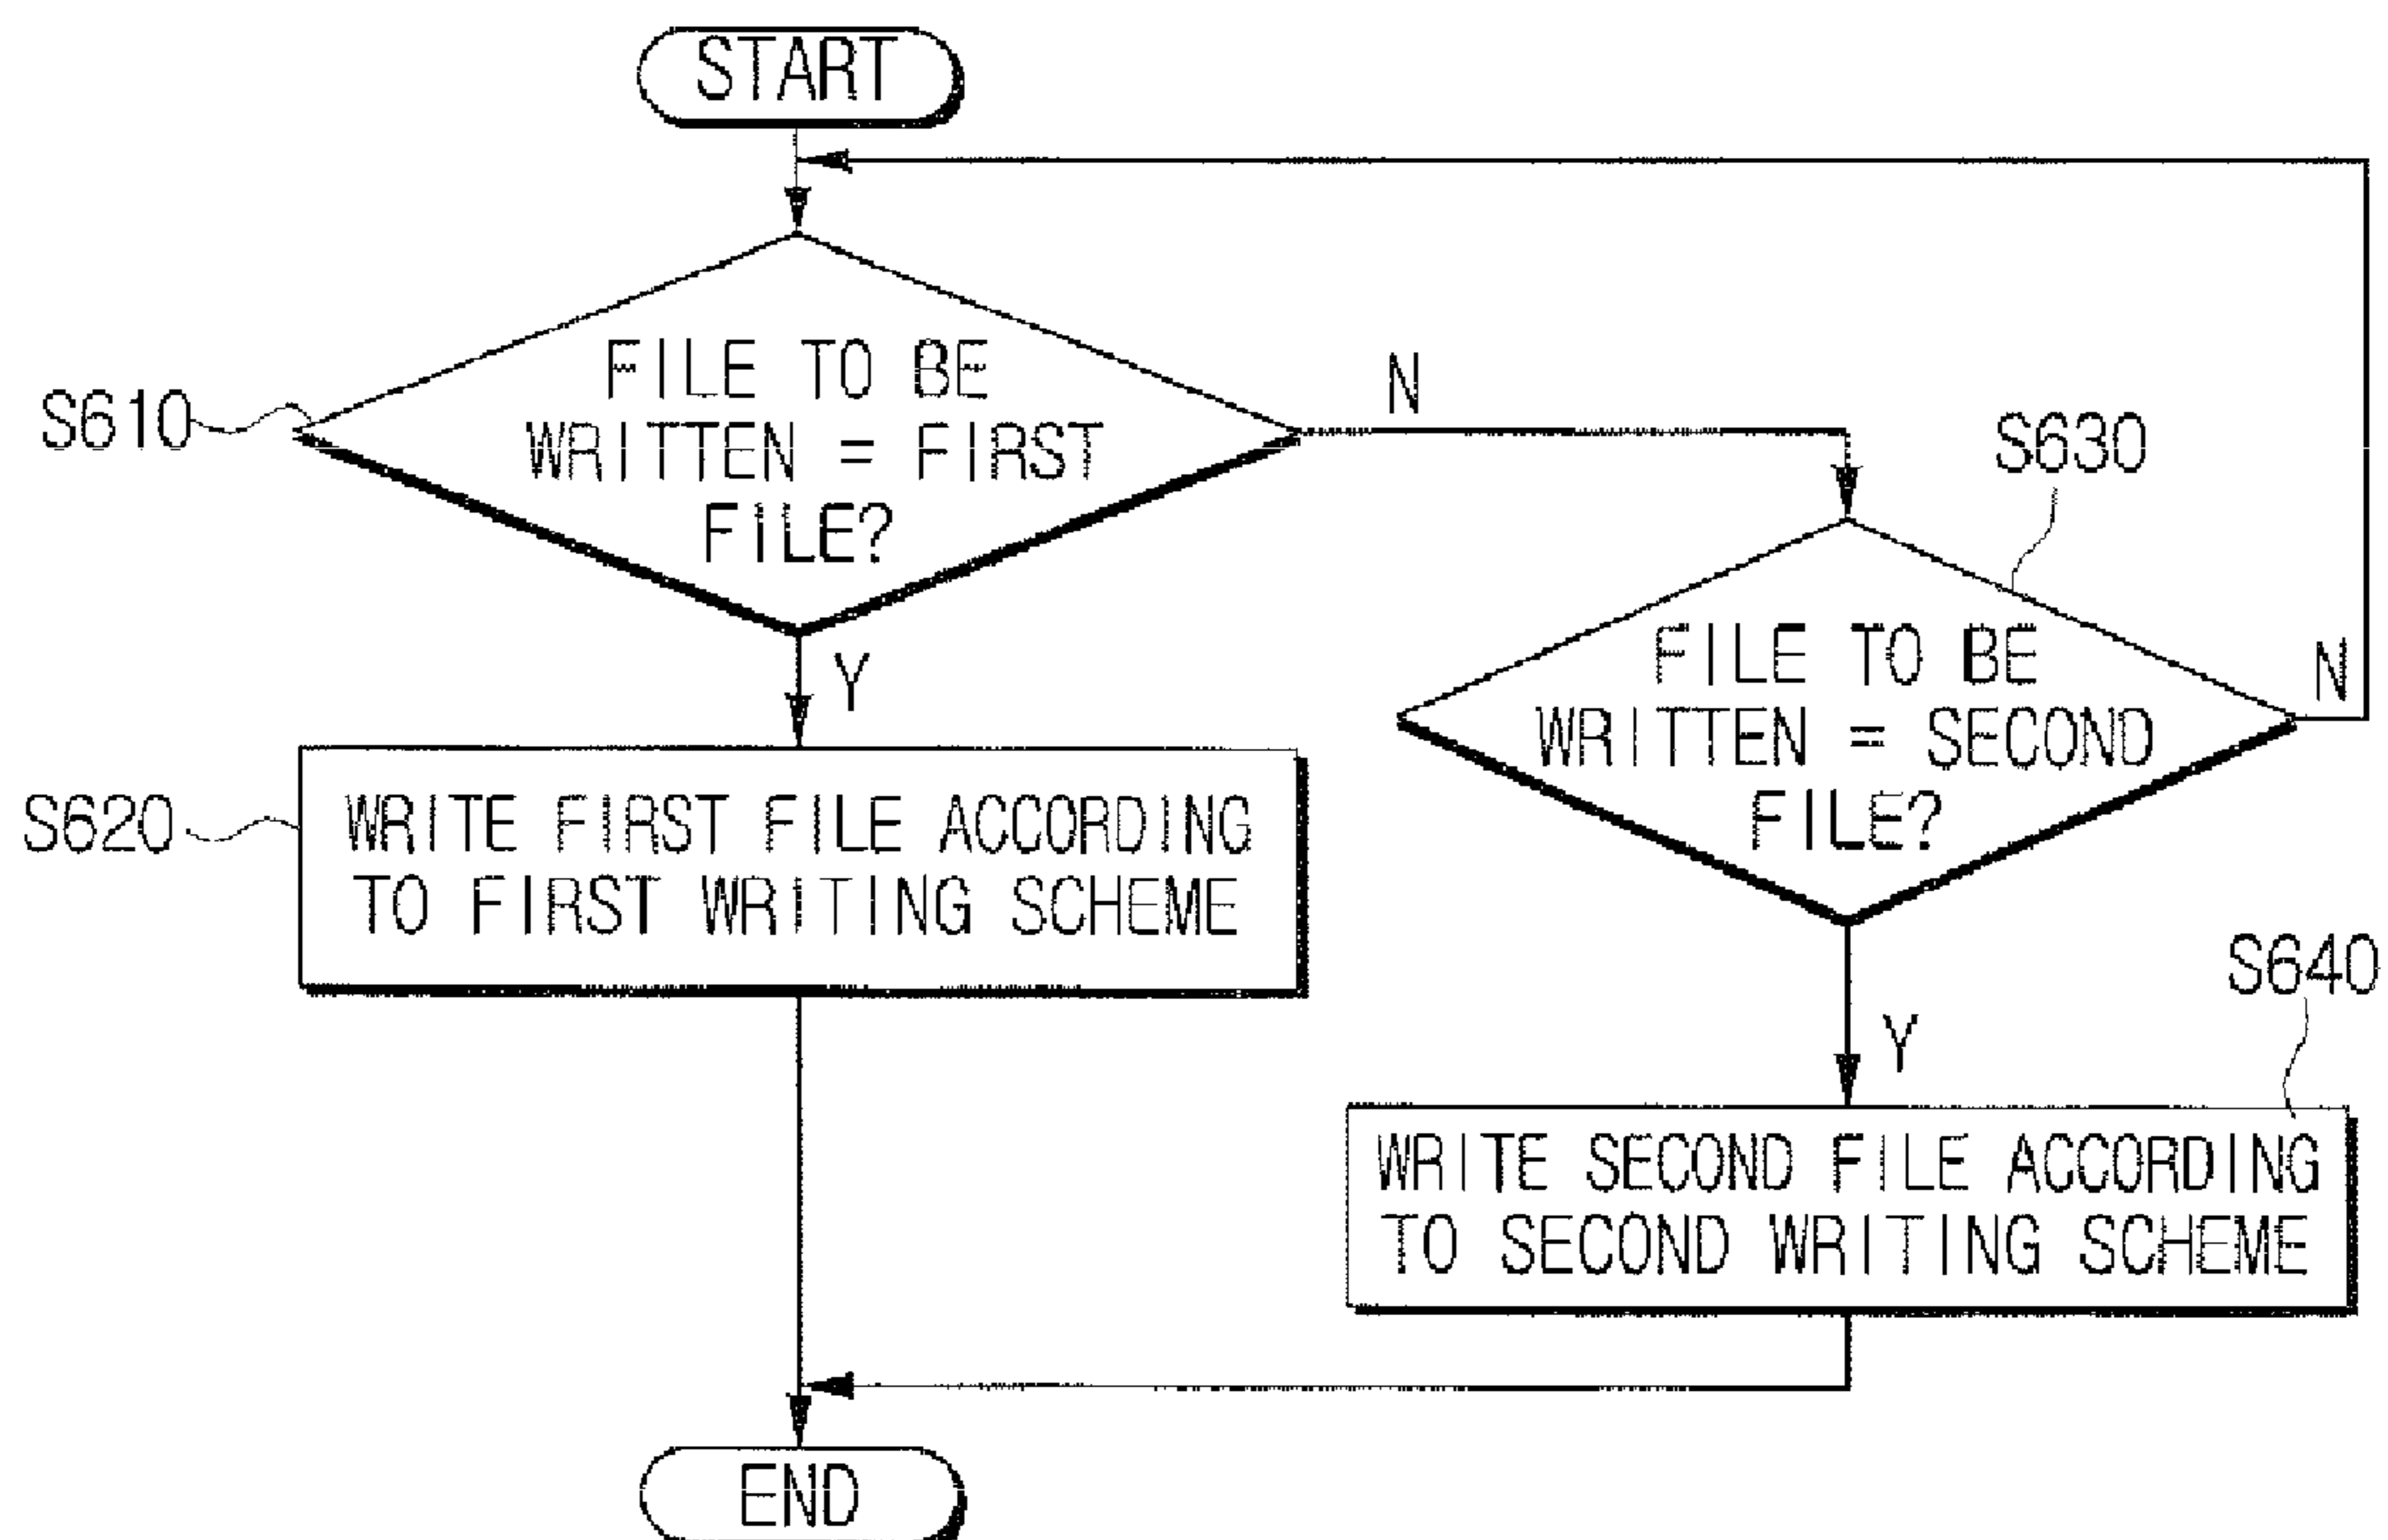 START
S610
FILE TO BE
WRITTEN = FIRST
FILE?
N
Y
S620
WRITE FIRST FILE ACCORDING
TO FIRST WRITING SCHEME
S630
FILE TO BE
WRITTEN = SECOND
FILE?
N
Y
S640
WRITE SECOND FILE ACCORDING
TO SECOND WRITING SCHEME
END